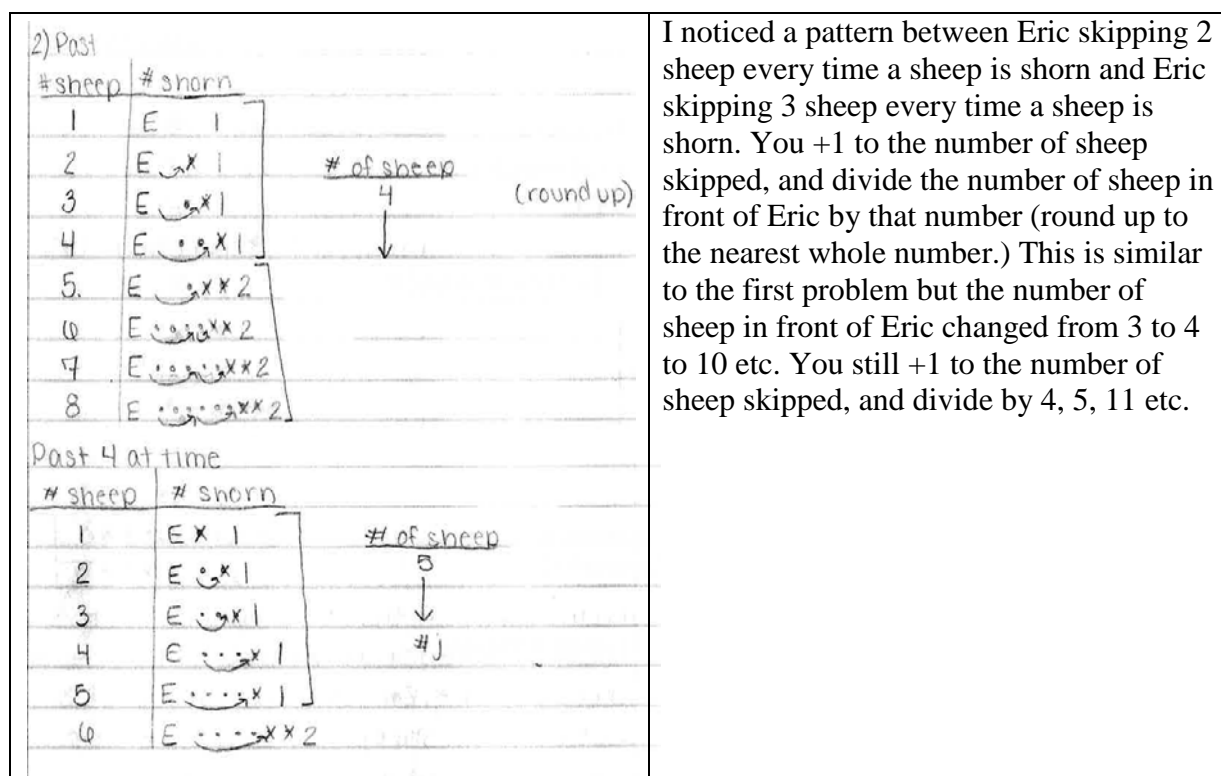 2) Past
#sheep # shorn
1 E 1
2 E x 1
3 E x 1
4 E x 1
5. E x x 2
6 E x x 2
7 E x x 2
8 E x x 2
# of sheep
4
(round up)
Past 4 at time
# sheep # shorn
1 E x 1
2 E x 1
3 E x 1
4 E x 1
5 E x 1
6 E x x 2
# of sheep
5
#j
I noticed a pattern between Eric skipping 2
sheep every time a sheep is shorn and Eric
skipping 3 sheep every time a sheep is
shorn. You +1 to the number of sheep
skipped, and divide the number of sheep in
front of Eric by that number (round up to
the nearest whole number.) This is similar
to the first problem but the number of
sheep in front of Eric changed from 3 to 4
to 10 etc. You still +1 to the number of
sheep skipped, and divide by 4, 5, 11 etc.